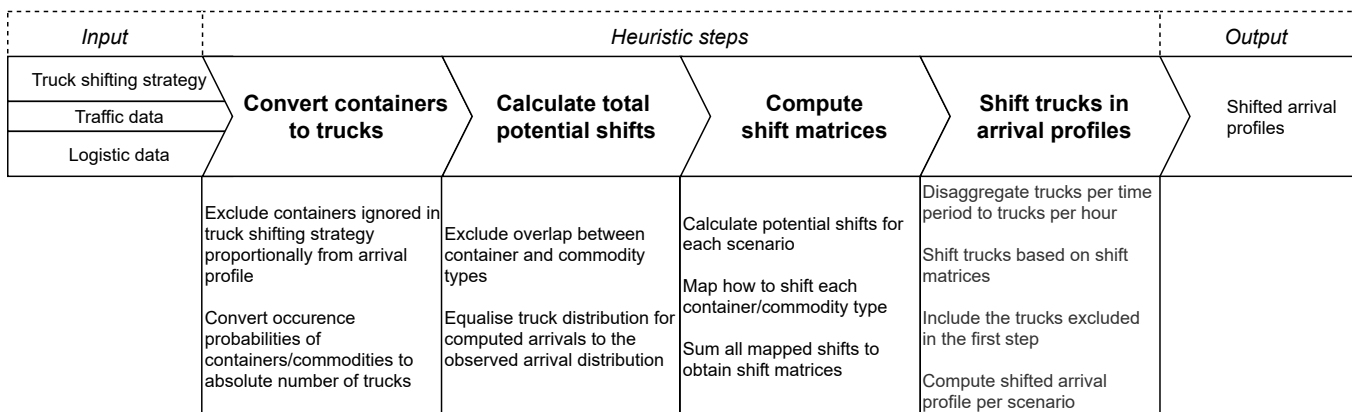 Input
Heuristic steps
Output
Truck shifting strategy
Traffic data
Logistic data
Convert containers
to trucks
Calculate total
potential shifts
Compute
shift matrices
Shift trucks in
arrival profiles
Shifted arrival
profiles
Exclude containers ignored in
truck shifting strategy
proportionally from arrival
profile
Convert occurence
probabilities of
containers/commodities to
absolute number of trucks
Exclude overlap between
container and commodity
types
Equalise truck distribution for
computed arrivals to the
observed arrival distribution
Calculate potential shifts for
each scenario
Map how to shift each
container/commodity type
Sum all mapped shifts to
obtain shift matrices
Disaggregate trucks per time
period to trucks per hour
Shift trucks based on shift
matrices
Include the trucks excluded
in the first step
Compute shifted arrival
profile per scenario